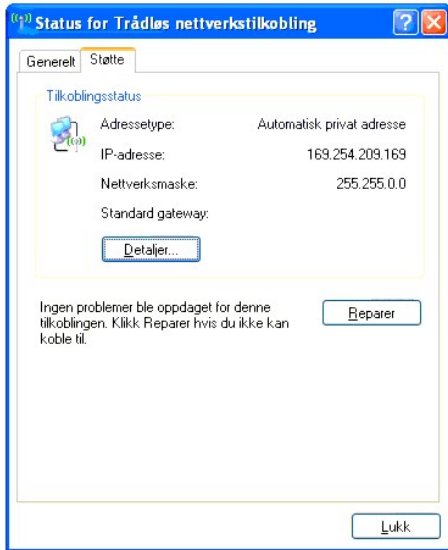 Status for Trådløs nettverkstilkobling
Generelt Støtte
Tilkoblingsstatus
Adressetype: Automatisk privat adresse
IP-adresse: 169.254.209.169
Nettverksmaske: 255.255.0.0
Standard gateway:
Detaljer...
Ingen problemer ble oppdaget for denne
tilkoblingen. Klikk Reparer hvis du ikke kan
koble til.
Reparer
Lukk